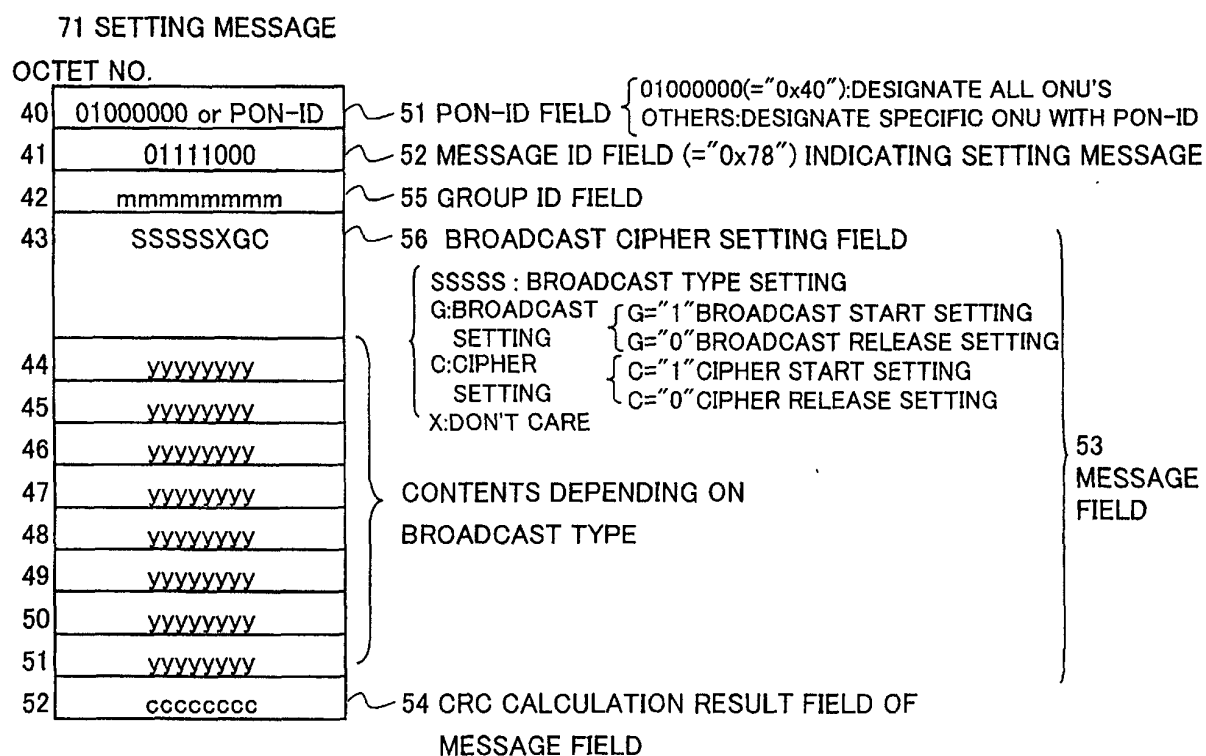 71 SETTING MESSAGE
OCTET NO.
40 01000000 or PON-ID 51 PON-ID FIELD 01000000(="0x40"):DESIGNATE ALL ONU'S
OTHERS:DESIGNATE SPECIFIC ONU WITH PON-ID
41 01111000 52 MESSAGE ID FIELD (="0x78") INDICATING SETTING MESSAGE
42 mmmmmmmm 55 GROUP ID FIELD
43 SSSSSXGC 56 BROADCAST CIPHER SETTING FIELD
SSSSS : BROADCAST TYPE SETTING
G:BROADCAST SETTING
G="1"BROADCAST START SETTING
G="0"BROADCAST RELEASE SETTING
C:CIPHER SETTING
C="1"CIPHER START SETTING
C="0"CIPHER RELEASE SETTING
X:DON'T CARE
44 yyyyyyyy
45 yyyyyyyy
46 yyyyyyyy
47 yyyyyyyy
48 yyyyyyyy
49 yyyyyyyy
50 yyyyyyyy
51 yyyyyyyy
CONTENTS DEPENDING ON
BROADCAST TYPE
53
MESSAGE
FIELD
52 cccccccc 54 CRC CALCULATION RESULT FIELD OF
MESSAGE FIELD